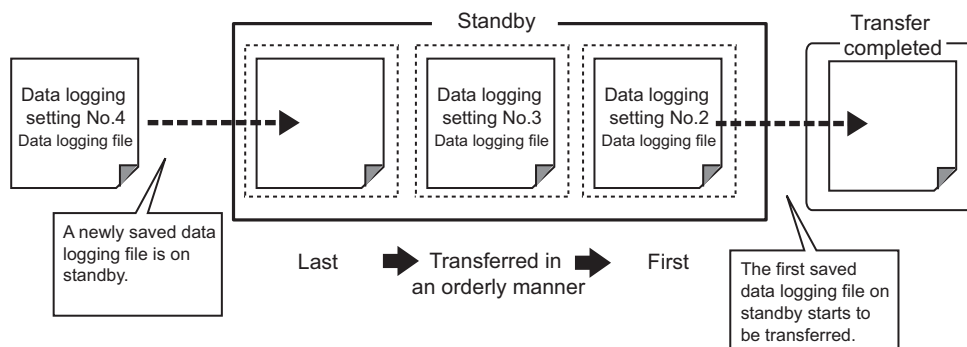 Standby
Transfer
completed
Data logging
setting No.4
Data logging file
Data logging
setting No.3
Data logging file
Data logging
setting No.2
Data logging file
A newly saved data
logging file is on
standby.
Last
Transferred in
an orderly manner
First
The first saved
data logging file on
standby starts to
be transferred.